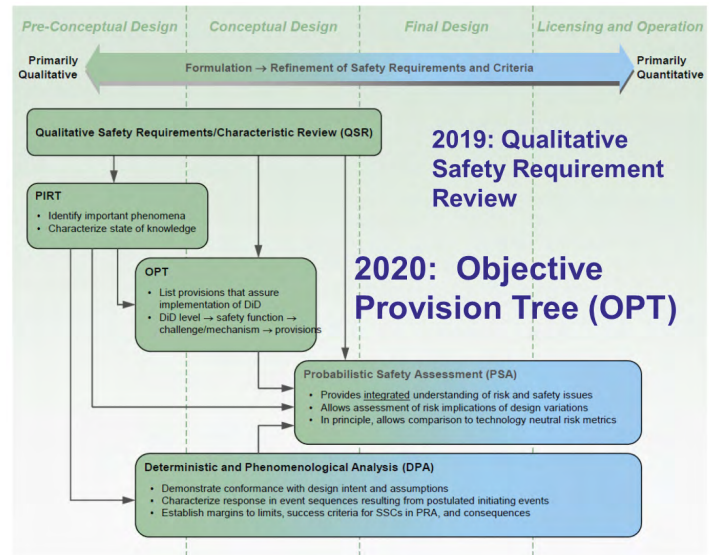 Pre-Conceptual Design
Conceptual Design
Final Design
Licensing and Operation
Primarily
Qualitative
Formulation → Refinement of Safety Requirements and Criteria
Primarily
Quantitative
Qualitative Safety Requirements/Characteristic Review (QSR)
2019: Qualitative
Safety Requirement
Review
PIRT
• Identify important phenomena
• Characterize state of knowledge
2020: Objective
Provision Tree (OPT)
OPT
• List provisions that assure
implementation of DiD
• DiD level → safety function →
challenge/mechanism → provisions
Probabilistic Safety Assessment (PSA)
• Provides integrated understanding of risk and safety issues
• Allows assessment of risk implications of design variations
• In principle, allows comparison to technology neutral risk metrics
Deterministic and Phenomenological Analysis (DPA)
• Demonstrate conformance with design intent and assumptions
• Characterize response in event sequences resulting from postulated initiating events
• Establish margins to limits, success criteria for SSCs in PRA, and consequences